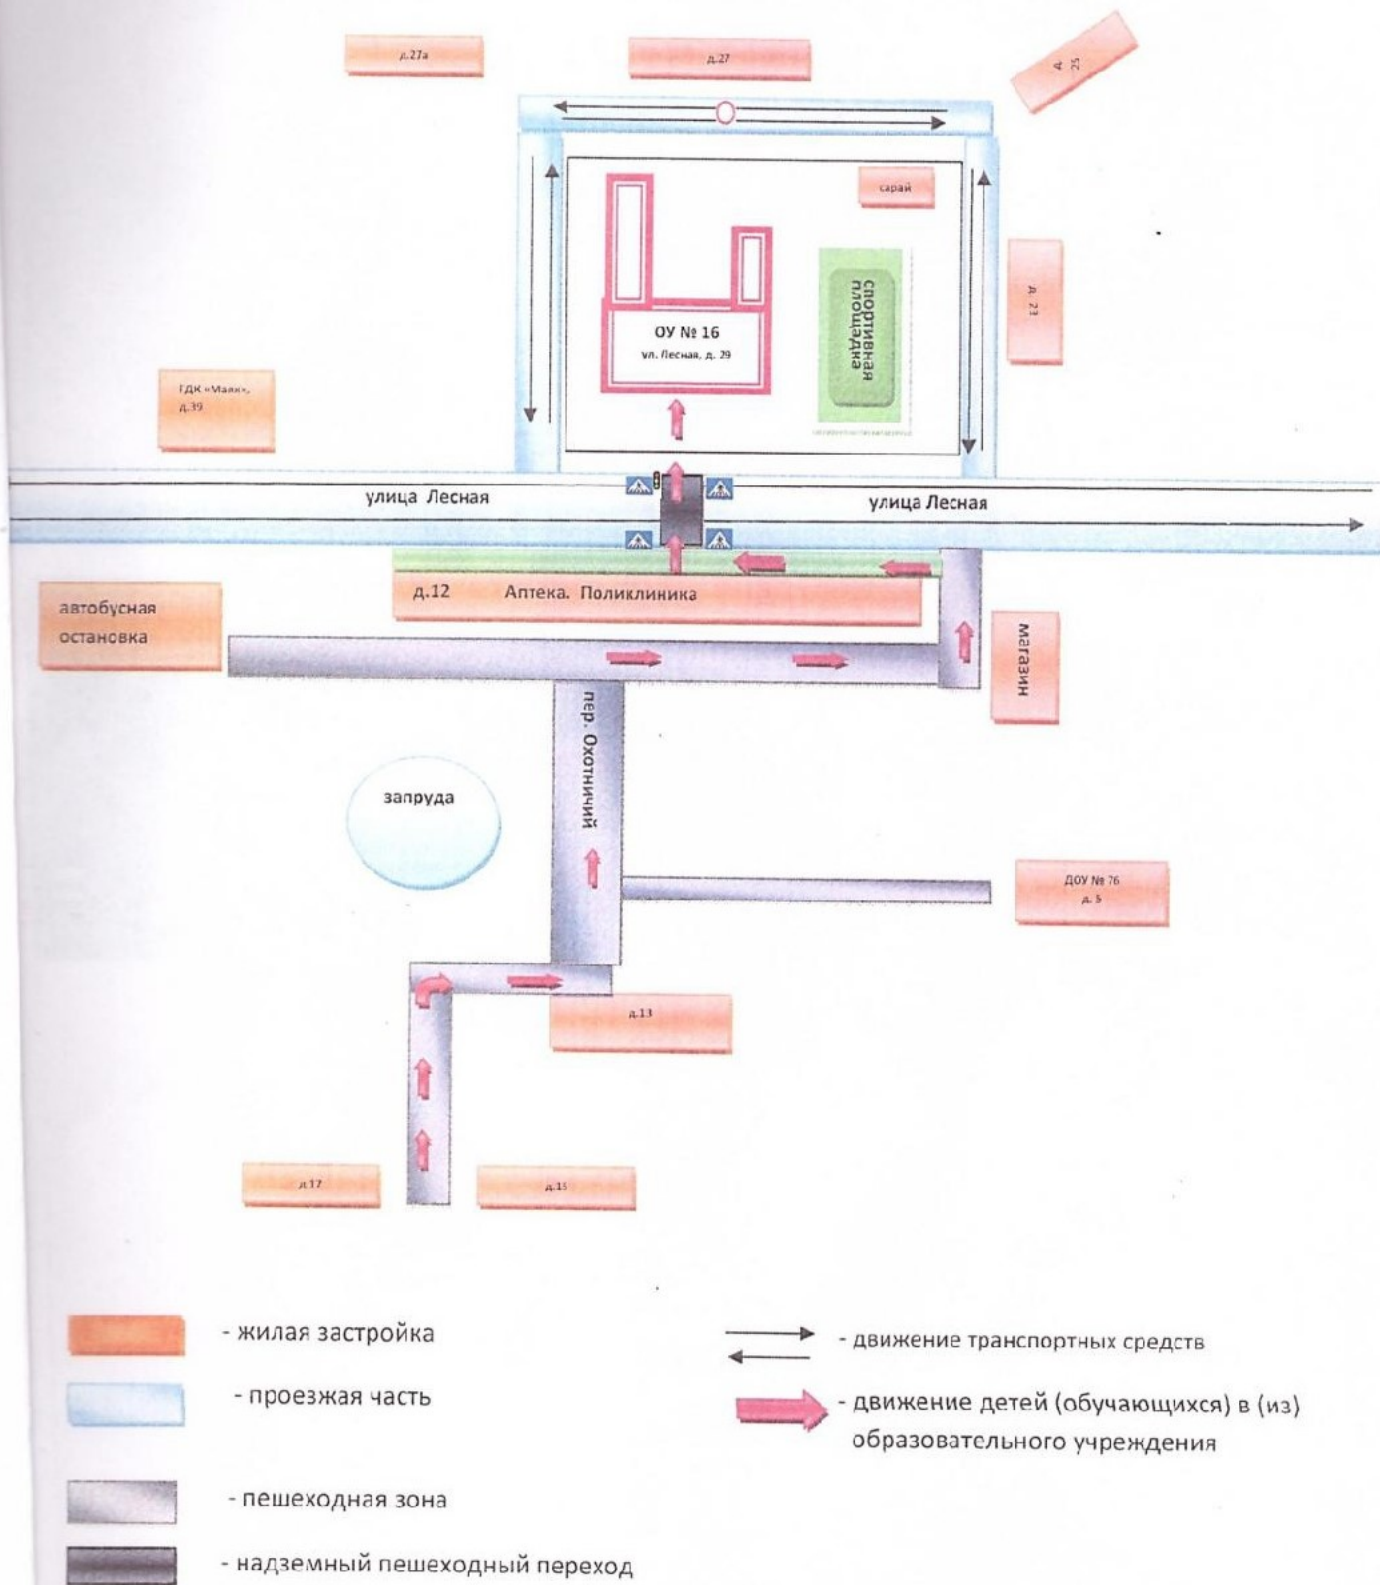 д.27а
д.27
д. 25
сарай
спортивная
площадка
д. 23
ОУ № 16
ул. Лесная, д. 29
ГДК «Маяк»,
д.39
улица Лесная
улица Лесная
д.12 Аптека. Поликлиника
автобусная
остановка
магазин
пер. Охотничий
запруда
ДОУ № 76
д. 5
д.13
д.17
д.15
- жилая застройка
- проезжая часть
- пешеходная зона
- надземный пешеходный переход
- движение транспортных средств
- движение детей (обучающихся) в (из)
образовательного учреждения